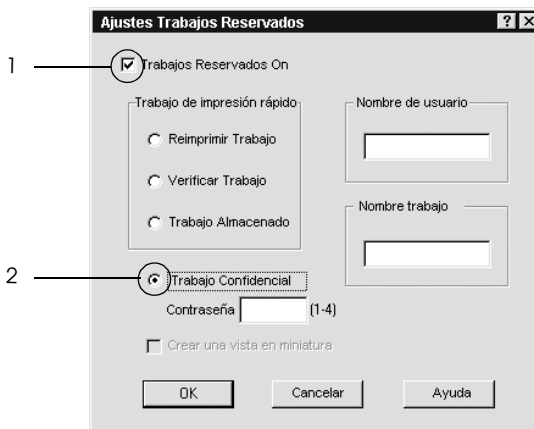 Ajustes Trabajos Reservados
1
Trabajos Reservados On
Trabajo de impresión rápido
Reimprimir Trabajo
Verificar Trabajo
Trabajo Almacenado
Nombre de usuario
Nombre trabajo
2
Trabajo Confidencial
Contraseña (1-4)
Crear una vista en miniatura
OK
Cancelar
Ayuda